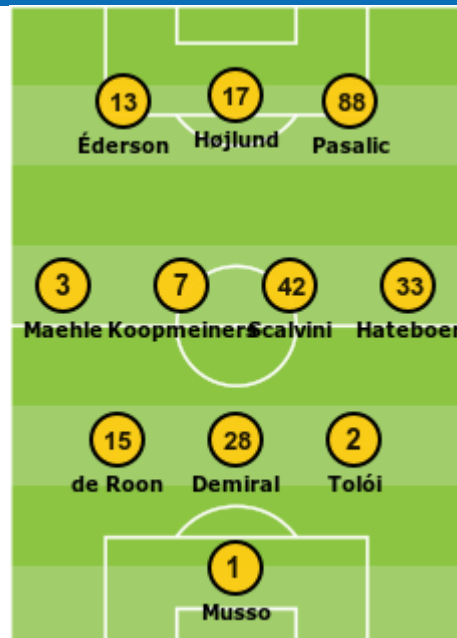 13 17 88
Éderson Højlund Pasalic
3 7 42 33
Maehle Koopmeiners Scalvini Hateboer
15 28 2
de Roon Demiral Tolói
1
Musso